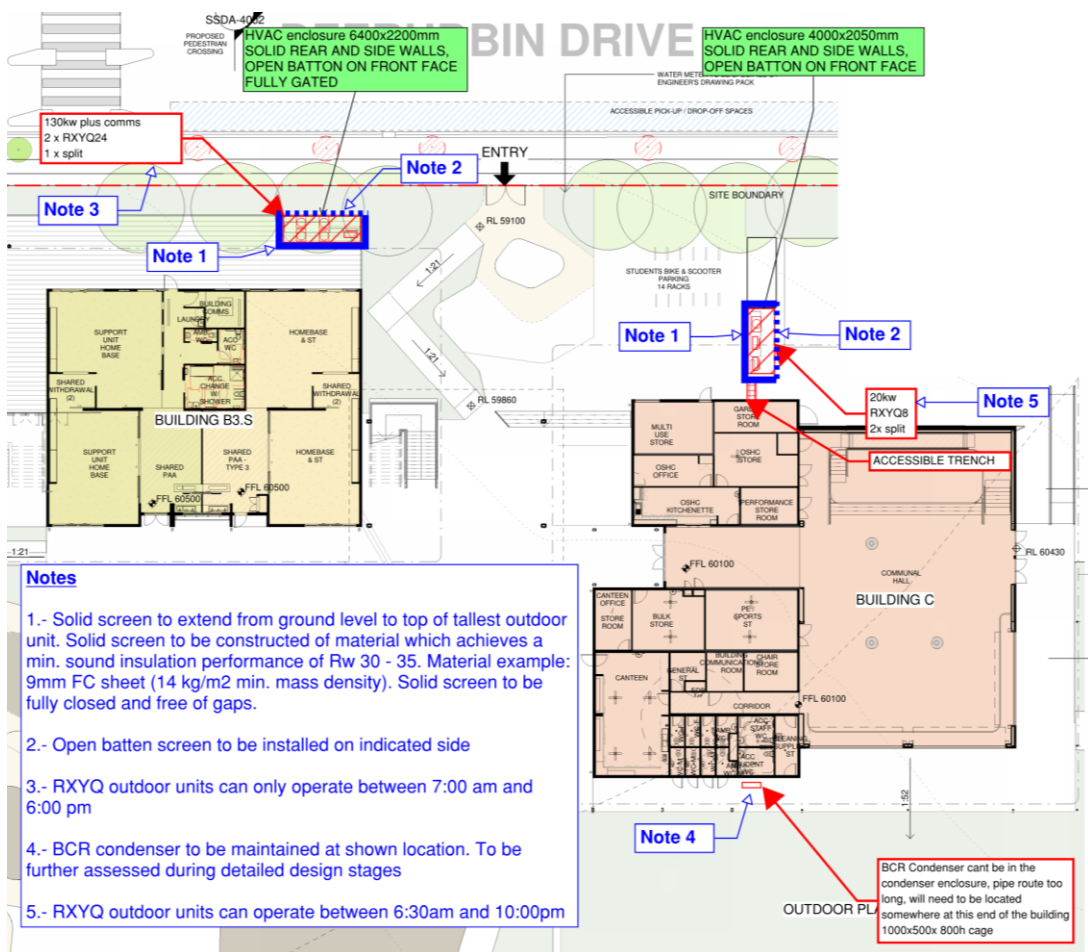 SSDA-4002
BIN DRIVE
PROPOSED
PEDESTRIAN
CROSSING
HVAC enclosure 6400x2200mm
SOLID REAR AND SIDE WALLS,
OPEN BATTON ON FRONT FACE
FULLY GATED
HVAC enclosure 4000x2050mm
SOLID REAR AND SIDE WALLS,
OPEN BATTON ON FRONT FACE
WATER
ENGINEER'S DRAWING PACK
ACCESSIBLE PICK-UP / DROP-OFF SPACES
130kw plus comms
2 x RXYQ24
1 x split
ENTRY
Note 2
Note 3
SITE BOUNDARY
RL 59100
Note 1
1:21
STUDENTS BIKE & SCOOTER
PARKING
14 RACKS
BUILDING
COMMS
LAUNDRY
SUPPORT
UNIT
HOME
BASE
ACC
WC
HOMEBASE
& ST
Note 1
Note 2
1:21
ACC.
CHANGE
W/
SHOWER
SHARED
WITHDRAWAL
(2)
SHARED
WITHDRAWAL
(2)
RL 59860
20kw
RXYQ8
2x split
Note 5
BUILDING B3.S
STORE
ROOM
MULTI
USE
STORE
ACCESSIBLE TRENCH
OSHC
STORE
OSHC
OFFICE
SUPPORT
UNIT
HOME
BASE
SHARED
PAA
SHARED
PAA -
TYPE 3
HOMEBASE
& ST
FFL 60500
FFL 60500
OSHC
KITCHENETTE
PERFORMANCE
STORE
ROOM
1:21
RL 60430
FFL 60100
COMMUNAL
HALL
BUILDING C
CANTEEN
OFFICE
STORE
ROOM
BULK
STORE
PE /
SPORTS
ST
BUILDING
COMMUNICATIONS
ROOM
CHAIR
STORE
ROOM
GENERAL
ST
CANTEEN
FFL 60100
CORRIDOR
ACC
STAFF
WC
Notes
1.- Solid screen to extend from ground level to top of tallest outdoor
unit. Solid screen to be constructed of material which achieves a
min. sound insulation performance of Rw 30 - 35. Material example:
9mm FC sheet (14 kg/m2 min. mass density). Solid screen to be
fully closed and free of gaps.
2.- Open batten screen to be installed on indicated side
3.- RXYQ outdoor units can only operate between 7:00 am and
6:00 pm
4.- BCR condenser to be maintained at shown location. To be
further assessed during detailed design stages
5.- RXYQ outdoor units can operate between 6:30am and 10:00pm
1:52
Note 4
OUTDOOR
BCR Condenser cant be in the
condenser enclosure, pipe route too
long, will need to be located
somewhere at this end of the building
1000x500x 800h cage